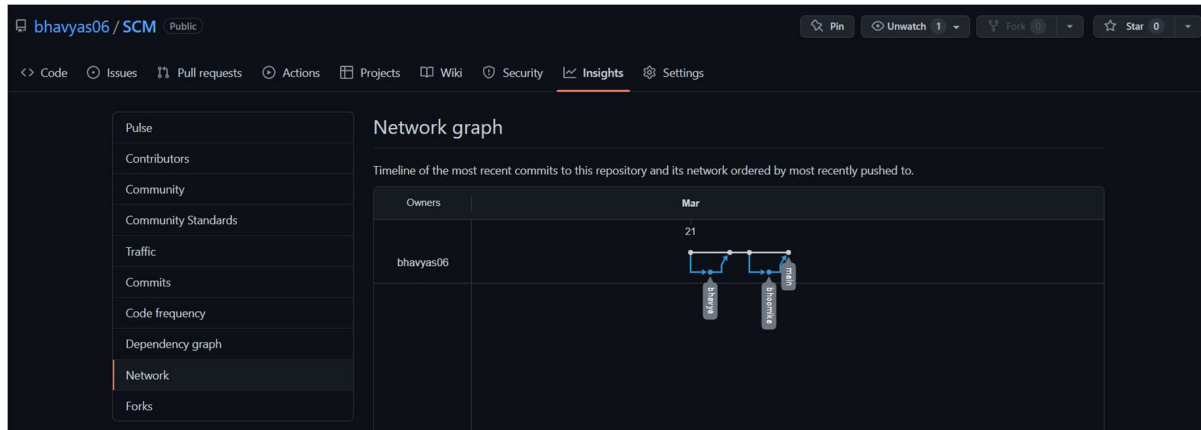 bhavyas06 / SCM Public
Pin Unwatch 1 Fork 0 Star 0
Code Issues Pull requests Actions Projects Wiki Security Insights Settings
Pulse
Contributors
Community
Community Standards
Traffic
Commits
Code frequency
Dependency graph
Network
Forks
Network graph
Timeline of the most recent commits to this repository and its network ordered by most recently pushed to.
Owners Mar
21
bhavyas06
main
bhavya
bhoomika